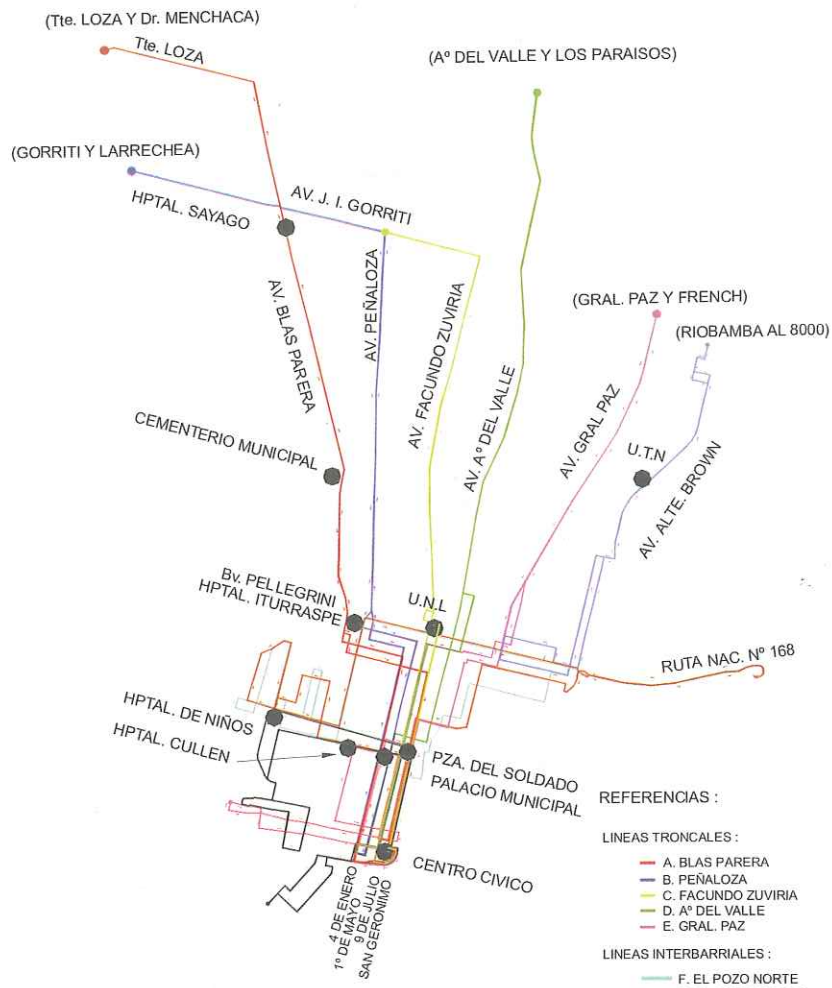 (Tte. LOZA Y Dr. MENCHACA)
Tte. LOZA
(Aº DEL VALLE Y LOS PARAISOS)
(GORRITI Y LARRECHEA)
HPTAL. SAYAGO
AV. J. I. GORRITI
AV. BLAS PARERA
AV. PEÑALOZA
AV. FACUNDO ZUVIRIA
AV. Aº DEL VALLE
(GRAL. PAZ Y FRENCH)
(RIOBAMBA AL 8000)
AV. GRAL PAZ
U.T.N
AV. ALTE. BROWN
CEMENTERIO MUNICIPAL
Bv. PELLEGRINI
HPTAL. ITURRASPE
U.N.L
RUTA NAC. Nº 168
HPTAL. DE NIÑOS
HPTAL. CULLEN
PZA. DEL SOLDADO
PALACIO MUNICIPAL
CENTRO CIVICO
4 DE ENERO
1º DE MAYO
9 DE JULIO
SAN GERONIMO
REFERENCIAS :
LINEAS TRONCALES :
A. BLAS PARERA
B. PEÑALOZA
C. FACUNDO ZUVIRIA
D. Aº DEL VALLE
E. GRAL. PAZ
LINEAS INTERBARRIALES :
F. EL POZO NORTE